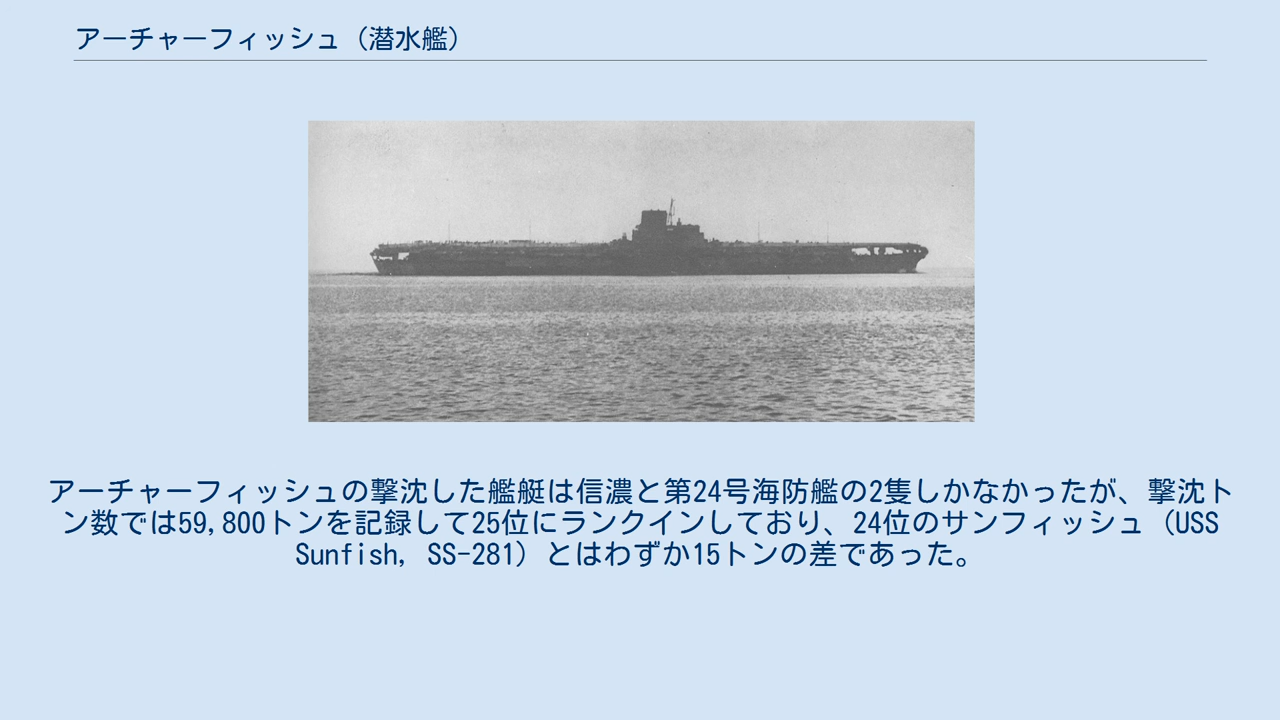 アーチャーフィッシュ（潜水艦）
アーチャーフィッシュの撃沈した艦艇は信濃と第24号海防艦の2隻しかなかったが、撃沈ト
ン数では59,800トンを記録して25位にランクインしており、24位のサンフィッシュ（USS
Sunfish, SS-281）とはわずか15トンの差であった。